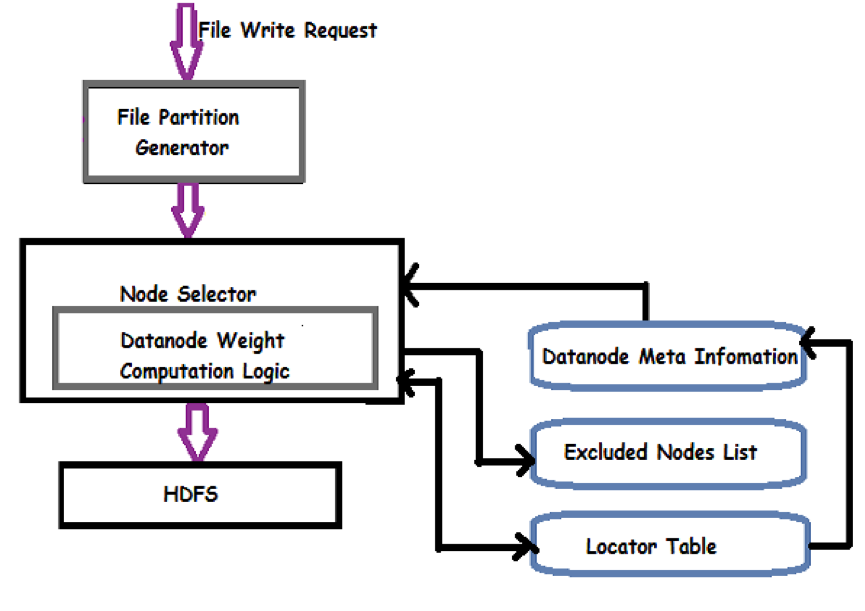 File Write Request
File Partition
Generator
Node Selector
Datanode Weight
Computation Logic
HDFS
Datanode Meta Infomation
Excluded Nodes List
Locator Table